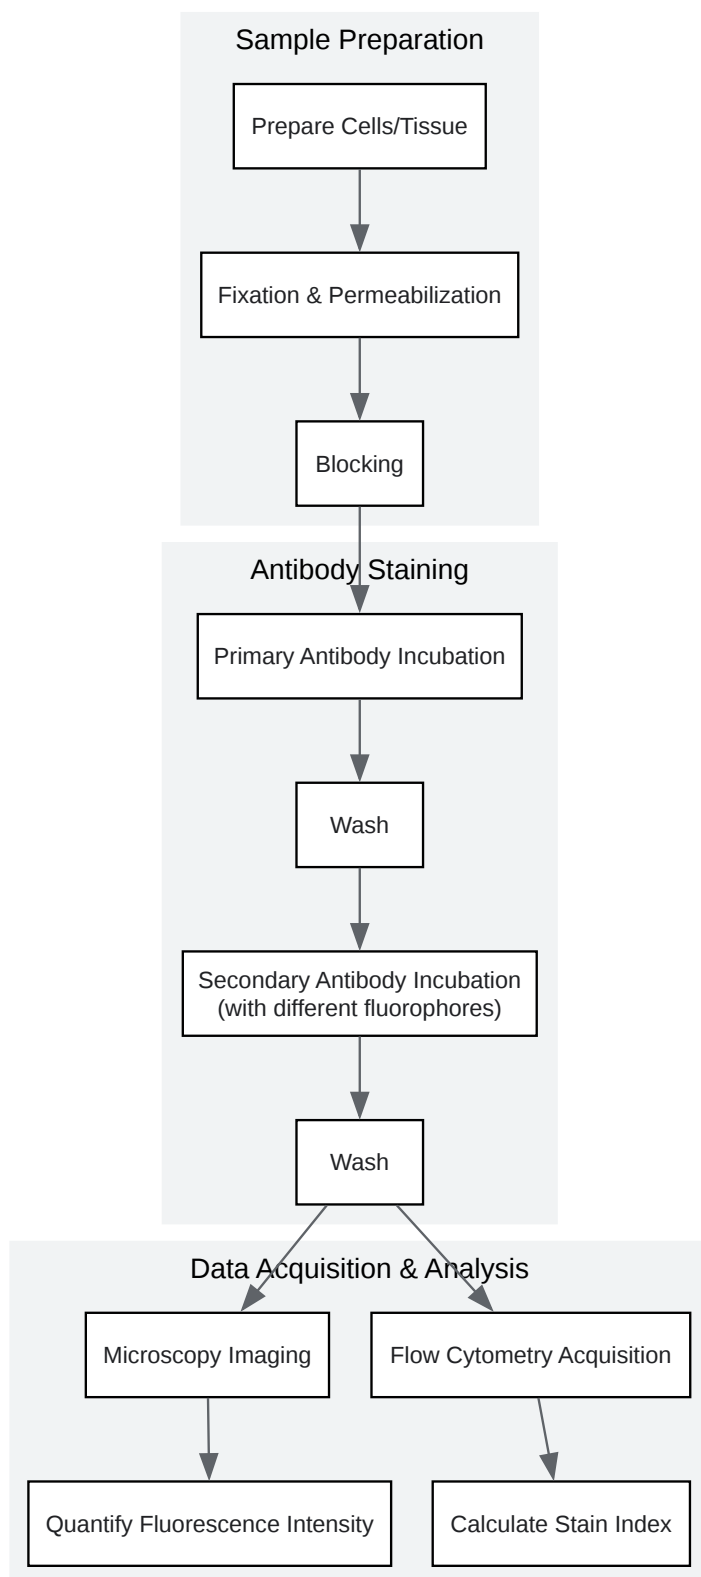 Sample Preparation
Prepare Cells/Tissue
Fixation & Permeabilization
Blocking
Antibody Staining
Primary Antibody Incubation
Wash
Secondary Antibody Incubation
(with different fluorophores)
Wash
Data Acquisition & Analysis
Microscopy Imaging
Flow Cytometry Acquisition
Quantify Fluorescence Intensity
Calculate Stain Index